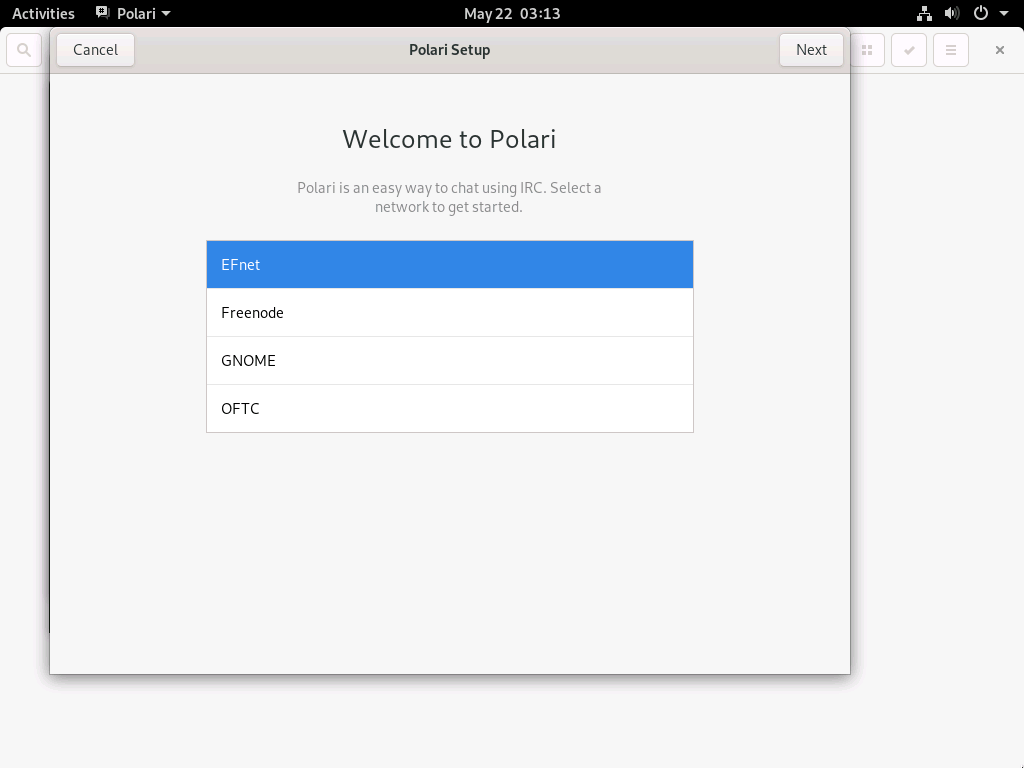 Activities Polari May 22 03:13
Cancel Polari Setup Next
Welcome to Polari
Polari is an easy way to chat using IRC. Select a
network to get started.
EFnet
Freenode
GNOME
OFTC